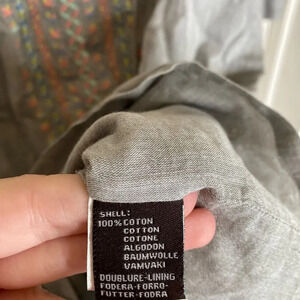 SHELL:
100%COTON
COTTON
COTONE
ALGODON
BAUMWOLLE
VAMVAKI
DOUBLURE-LINING
FODERA-FORRO-
FUTTER-FODRA